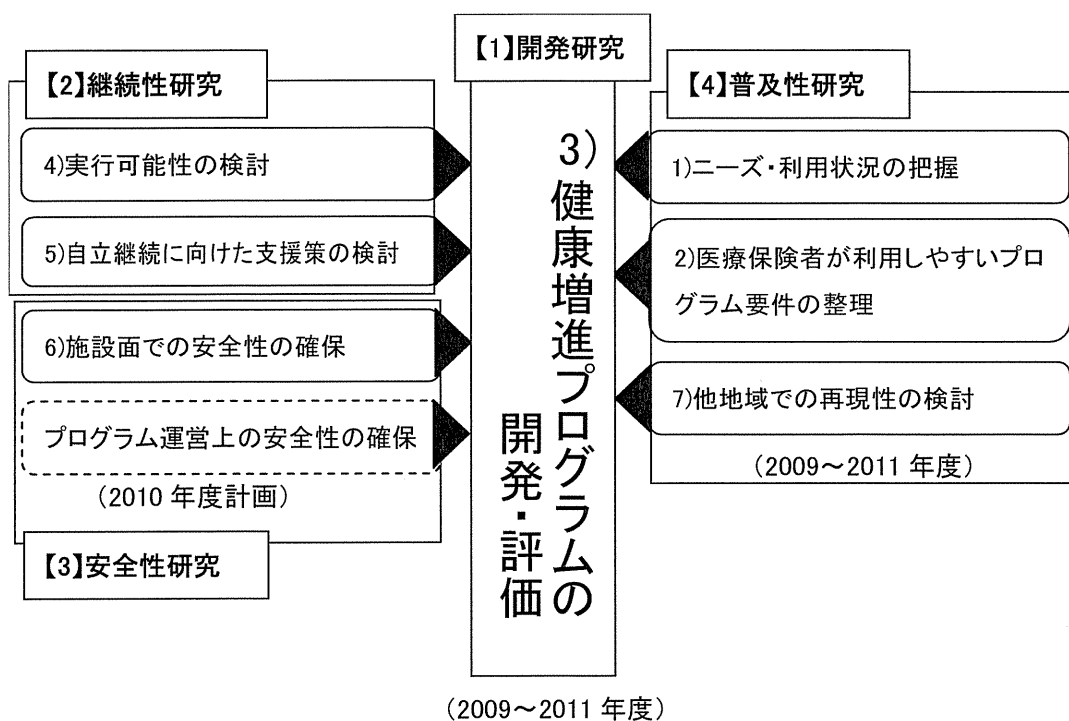 【1】開発研究
【2】継続性研究
4)実行可能性の検討
5)自立継続に向けた支援策の検討
6)施設面での安全性の確保
プログラム運営上の安全性の確保
(2010 年度計画)
【3】安全性研究
3)健康増進プログラムの
開発・評価
(2009～2011 年度)
【4】普及性研究
1)ニーズ・利用状況の把握
2)医療保険者が利用しやすいプロ
グラム要件の整理
7)他地域での再現性の検討
(2009～2011 年度)